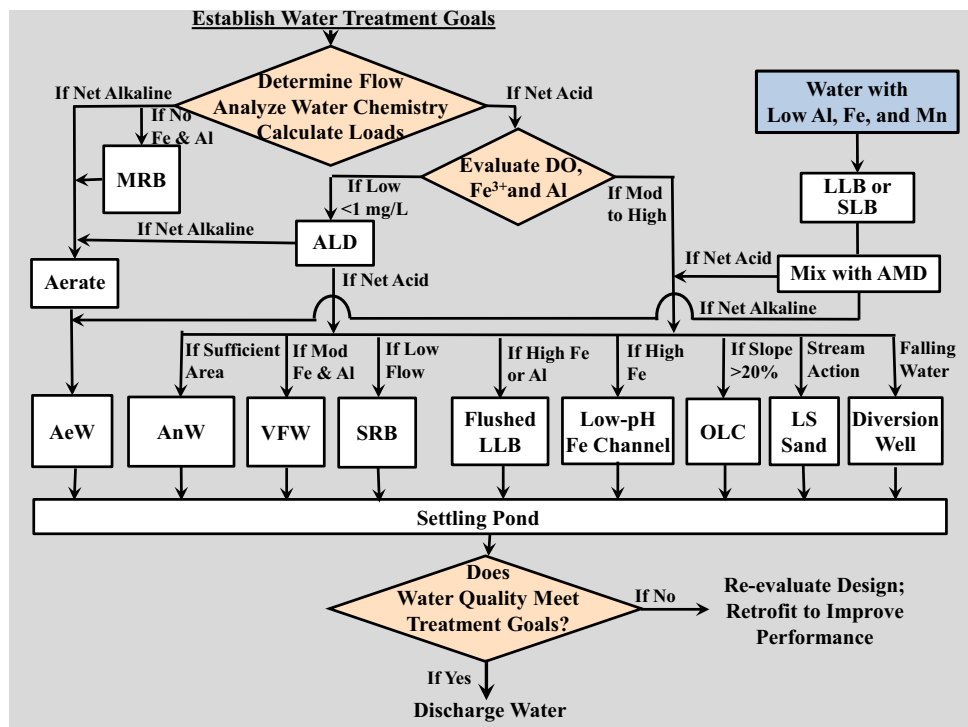 Establish Water Treatment Goals
Determine Flow
Analyze Water Chemistry
Calculate Loads
If Net Alkaline
If No
Fe & Al
MRB
If Net Acid
Evaluate DO,
Fe³⁺and Al
If Low
<1 mg/L
If Mod
to High
Water with
Low Al, Fe, and Mn
LLB or
SLB
Mix with AMD
If Net Acid
If Net Alkaline
If Net Alkaline
ALD
If Net Acid
Aerate
If Sufficient
Area
If Mod
Fe & Al
If Low
Flow
If High Fe
or Al
If High
Fe
If Slope
>20%
Stream
Action
Falling
Water
AeW
AnW
VFW
SRB
Flushed
LLB
Low-pH
Fe Channel
OLC
LS
Sand
Diversion
Well
Settling Pond
Does
Water Quality Meet
Treatment Goals?
If No
Re-evaluate Design;
Retrofit to Improve
Performance
If Yes
Discharge Water